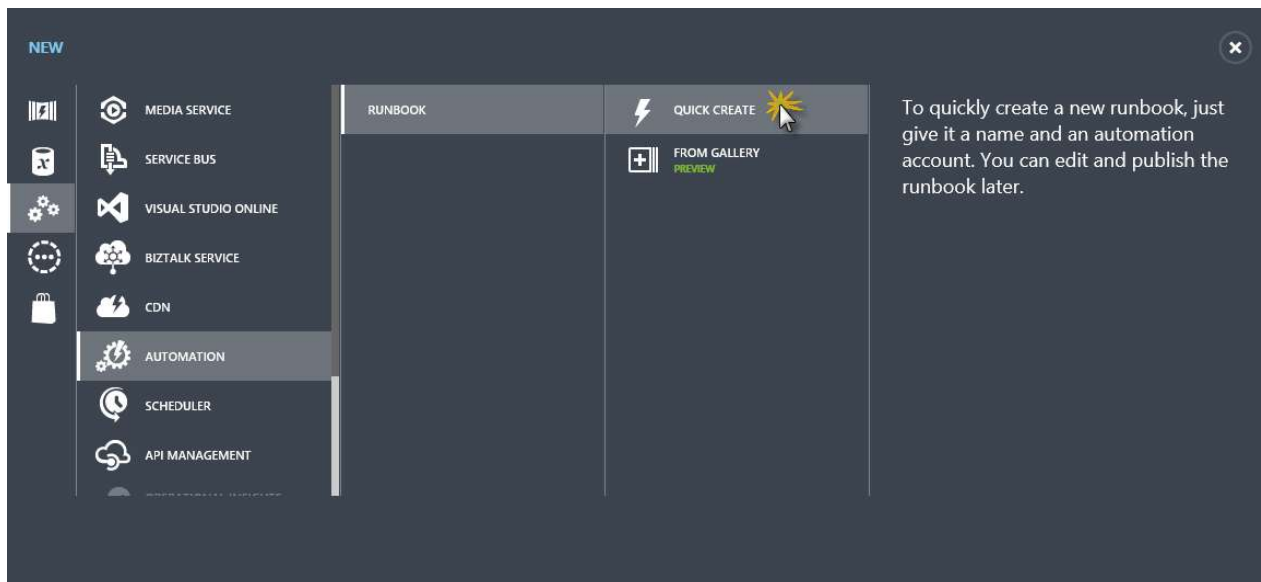 NEW
MEDIA SERVICE
SERVICE BUS
VISUAL STUDIO ONLINE
BIZTALK SERVICE
CDN
AUTOMATION
SCHEDULER
API MANAGEMENT
RUNBOOK
QUICK CREATE
FROM GALLERY
PREVIEW
To quickly create a new runbook, just
give it a name and an automation
account. You can edit and publish the
runbook later.